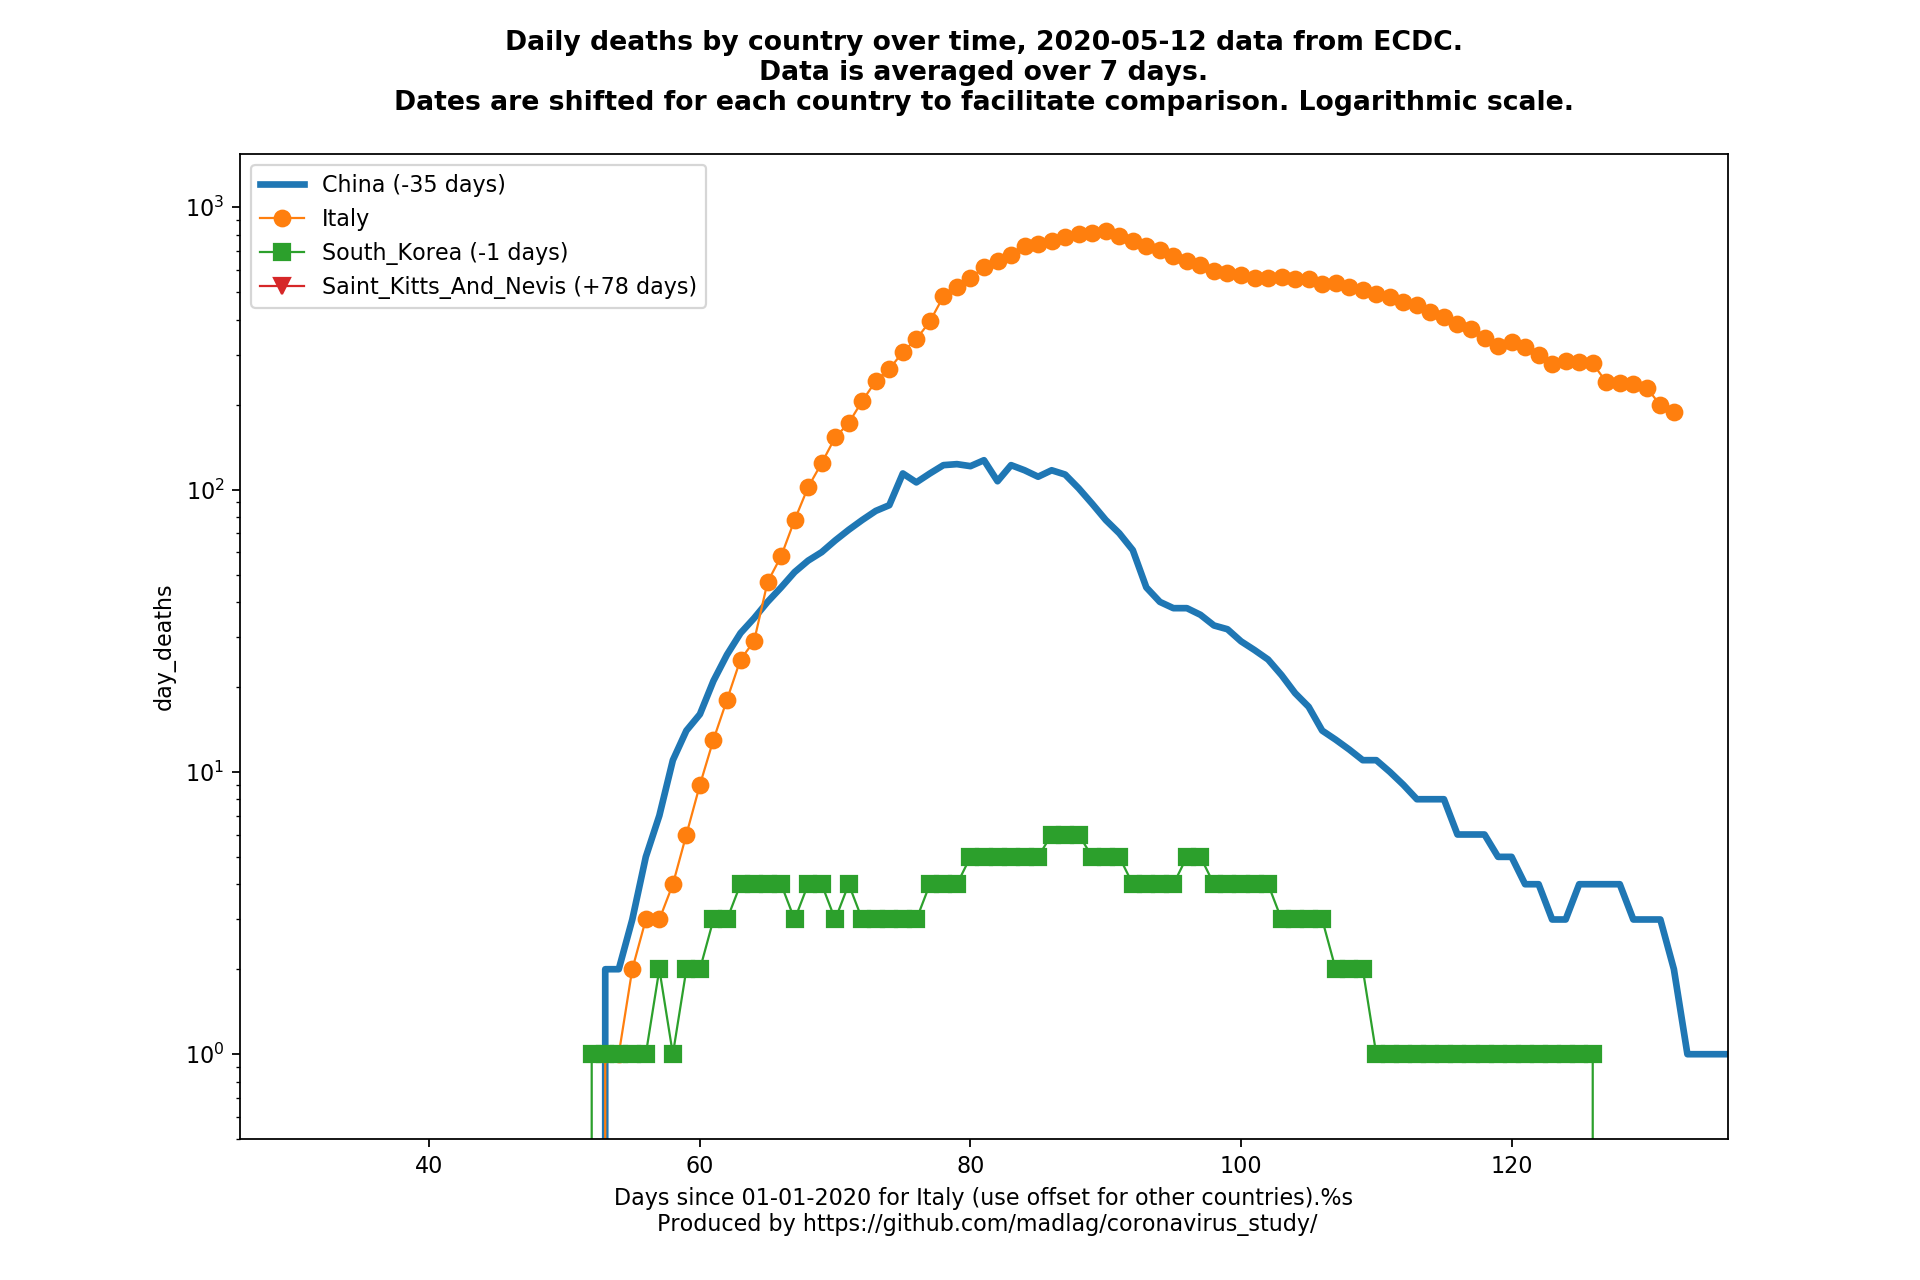 Daily deaths by country over time, 2020-05-12 data from ECDC.
Data is averaged over 7 days.
Dates are shifted for each country to facilitate comparison. Logarithmic scale.
China (-35 days)
Italy
South_Korea (-1 days)
Saint_Kitts_And_Nevis (+78 days)
10³
10²
10¹
10⁰
day_deaths
40 60 80 100 120
Days since 01-01-2020 for Italy (use offset for other countries).%s
Produced by https://github.com/madlag/coronavirus_study/